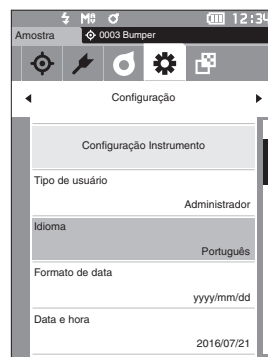 12:34
Amostra 0003 Bumper
Configuração
Configuração Instrumento
Tipo de usuário
Administrador
Idioma
Português
Formato de data
yyyy/mm/dd
Data e hora
2016/07/21